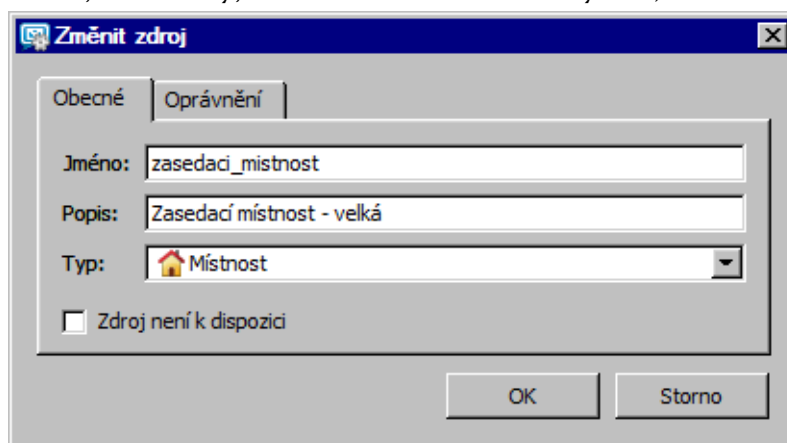 Změnit zdroj
Obecné
Oprávnění
Jméno: zasedaci_mistnost
Popis: Zasedací místnost - velká
Typ: Místnost
Zdroj není k dispozici
OK
Storno